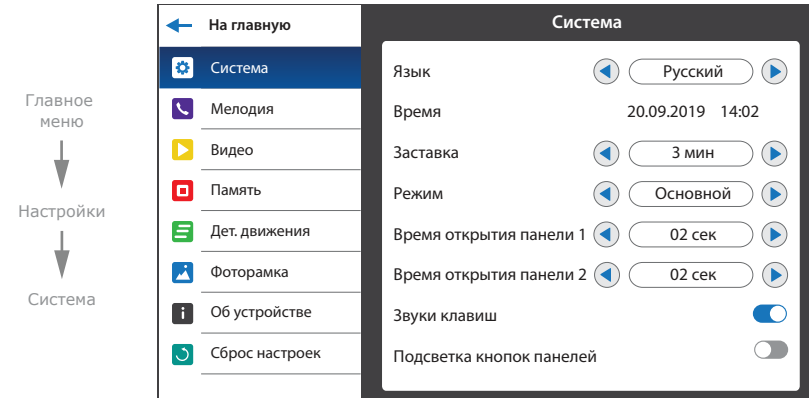 Главное
меню
Настройки
Система
На главную
Система
Мелодия
Видео
Память
Дет. движения
Фоторамка
Об устройстве
Сброс настроек
Система
Язык Русский
Время 20.09.2019 14:02
Заставка 3 мин
Режим Основной
Время открытия панели 1 02 сек
Время открытия панели 2 02 сек
Звуки клавиш
Подсветка кнопок панелей